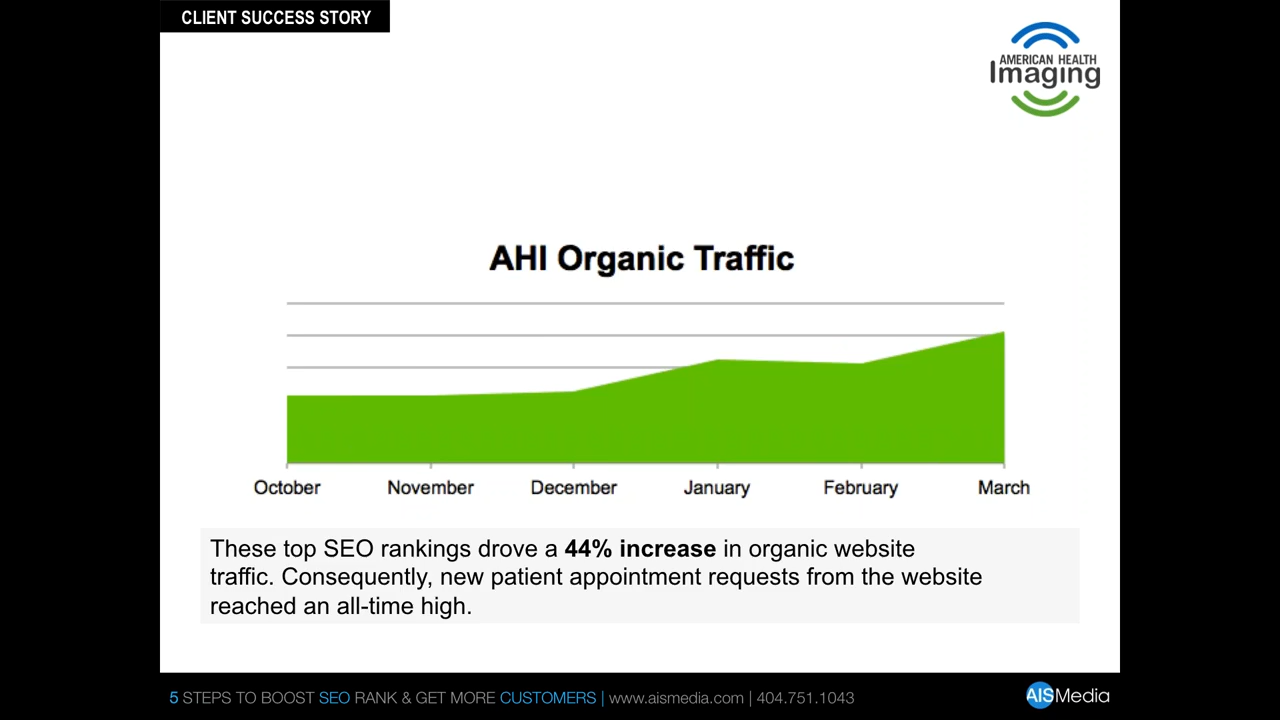 CLIENT SUCCESS STORY
AMERICAN HEALTH
Imaging
AHI Organic Traffic
October November December January February March
These top SEO rankings drove a 44% increase in organic website
traffic. Consequently, new patient appointment requests from the website
reached an all-time high.
5 STEPS TO BOOST SEO RANK & GET MORE CUSTOMERS | www.aismedia.com | 404.751.1043
AISMedia